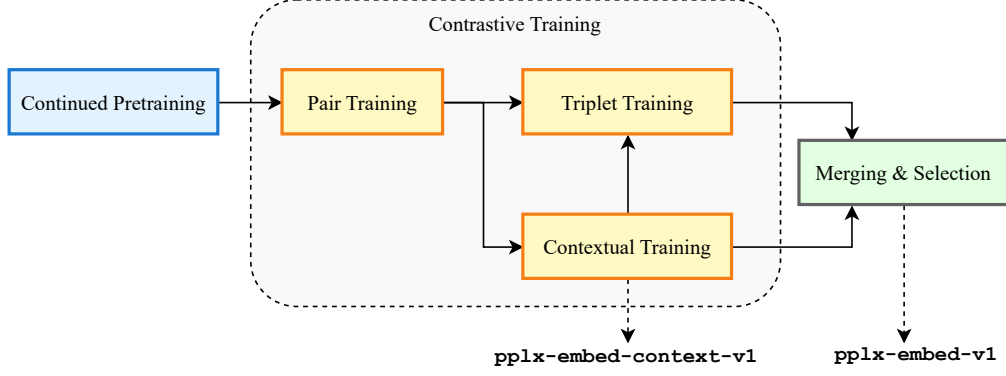 Contrastive Training
Continued Pretraining
Pair Training
Triplet Training
Merging & Selection
Contextual Training
pplx-embed-context-v1
pplx-embed-v1